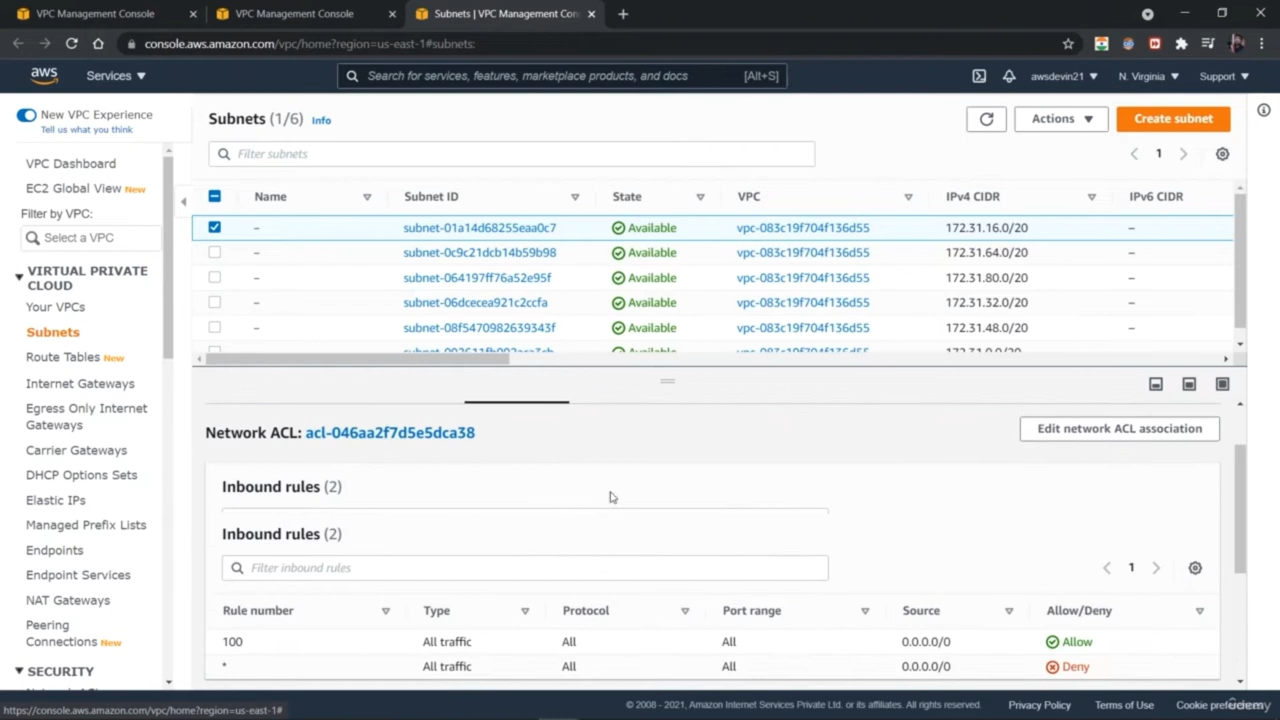 VPC Management Console
VPC Management Console
Subnets | VPC Management Con
console.aws.amazon.com/vpc/home?region=us-east-1#subnets:
aws
Services ▼
Search for services, features, marketplace products, and docs
[Alt+S]
awsdevin21 ▼
N. Virginia ▼
Support ▼
New VPC Experience
Tell us what you think
VPC Dashboard
EC2 Global View New
Filter by VPC:
Select a VPC
VIRTUAL PRIVATE
CLOUD
Your VPCs
Subnets
Route Tables New
Internet Gateways
Egress Only Internet
Gateways
Carrier Gateways
DHCP Options Sets
Elastic IPs
Managed Prefix Lists
Endpoints
Endpoint Services
NAT Gateways
Peering
Connections New
SECURITY
Subnets (1/6) Info
Actions ▼
Create subnet
Filter subnets
1
Name Subnet ID State VPC IPv4 CIDR IPv6 CIDR
– subnet-01a14d68255eaa0c7 Available vpc-083c19f704f136d55 172.31.16.0/20 –
– subnet-0c9c21dcb14b59b98 Available vpc-083c19f704f136d55 172.31.64.0/20 –
– subnet-064197ff76a52e95f Available vpc-083c19f704f136d55 172.31.80.0/20 –
– subnet-06dcecea921c2ccfa Available vpc-083c19f704f136d55 172.31.32.0/20 –
– subnet-08f5470982639343f Available vpc-083c19f704f136d55 172.31.48.0/20 –
Network ACL: acl-046aa2f7d5e5dca38
Edit network ACL association
Inbound rules (2)
Inbound rules (2)
Filter inbound rules
1
Rule number Type Protocol Port range Source Allow/Deny
100 All traffic All All 0.0.0.0/0 Allow
* All traffic All All 0.0.0.0/0 Deny
https://console.aws.amazon.com/vpc/home?region=us-east-1#
© 2008 - 2021, Amazon Internet Services Private Ltd. or its affiliates. All rights reserved.
Privacy Policy
Terms of Use
Cookie preferences
Udemy